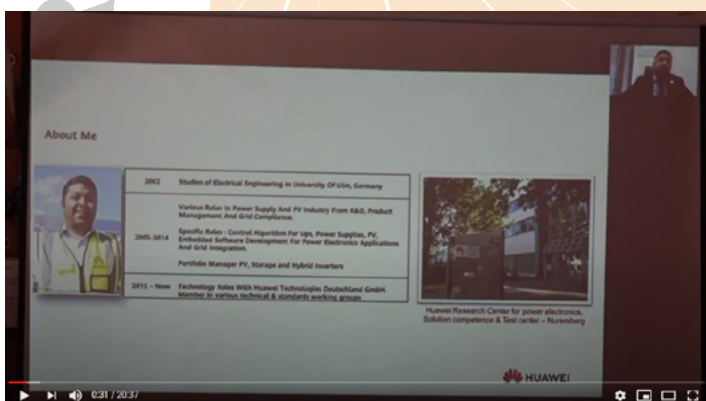 About Me
2002 Studies of Electrical Engineering In University Of Ulm, Germany
Various Roles In Power Supply And PV Industry From R&D, Product
Management And Grid Compliance.
2005-2014
Specific Roles : Control Algorithm For Ups, Power Supplies, PV,
Embedded Software Development For Power Electronics Applications
And Grid Integration.
Portfolio Manager PV, Storage and Hybrid Inverters
2015 – Now Technology Roles With Huawei Technologies Deutschland GmbH.
Member in various technical & standards working groups
Huawei Research Center for power electronics,
Solution competence & Test center – Nuremberg
HUAWEI
0:31 / 20:37